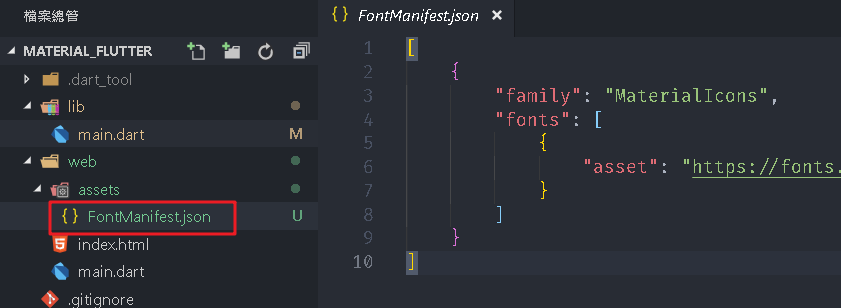 檔案總管
MATERIAL_FLUTTER
.dart_tool
lib
main.dart M
web
assets
{ } FontManifest.json U
index.html
main.dart
.gitignore
{ } FontManifest.json ×
1 [
2 {
3 "family": "MaterialIcons",
4 "fonts": [
5 {
6 "asset": "https://fonts.
7 }
8 ]
9 }
10 ]